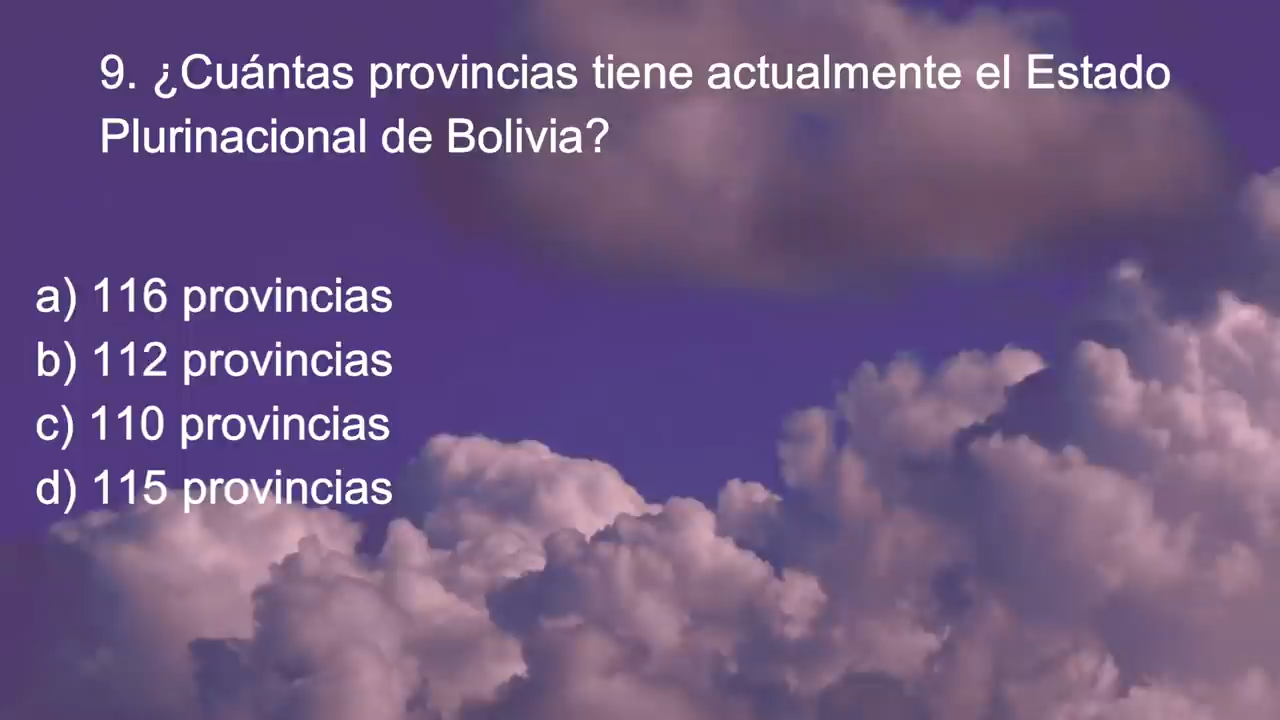 9. ¿Cuántas provincias tiene actualmente el Estado
Plurinacional de Bolivia?
a) 116 provincias
b) 112 provincias
c) 110 provincias
d) 115 provincias